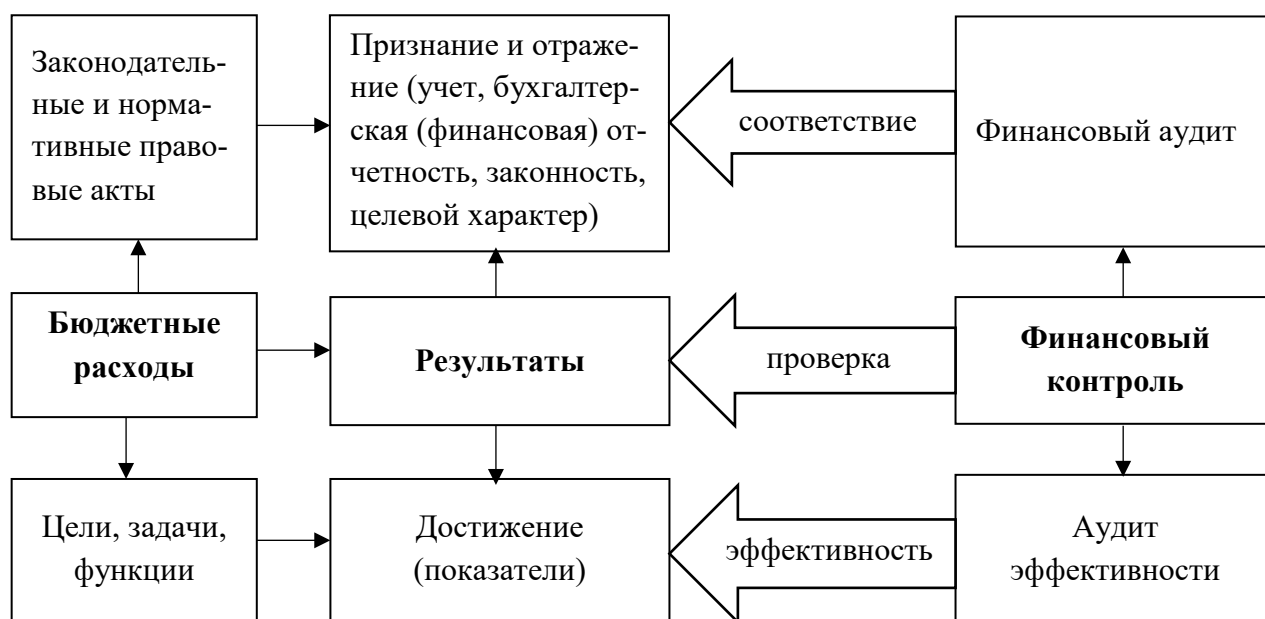 Законодатель-
ные и норма-
тивные право-
вые акты
Признание и отраже-
ние (учет, бухгалтер-
ская (финансовая) от-
четность, законность,
целевой характер)
соответствие
Финансовый аудит
Бюджетные
расходы
Результаты
проверка
Финансовый
контроль
Цели, задачи,
функции
Достижение
(показатели)
эффективность
Аудит
эффективности